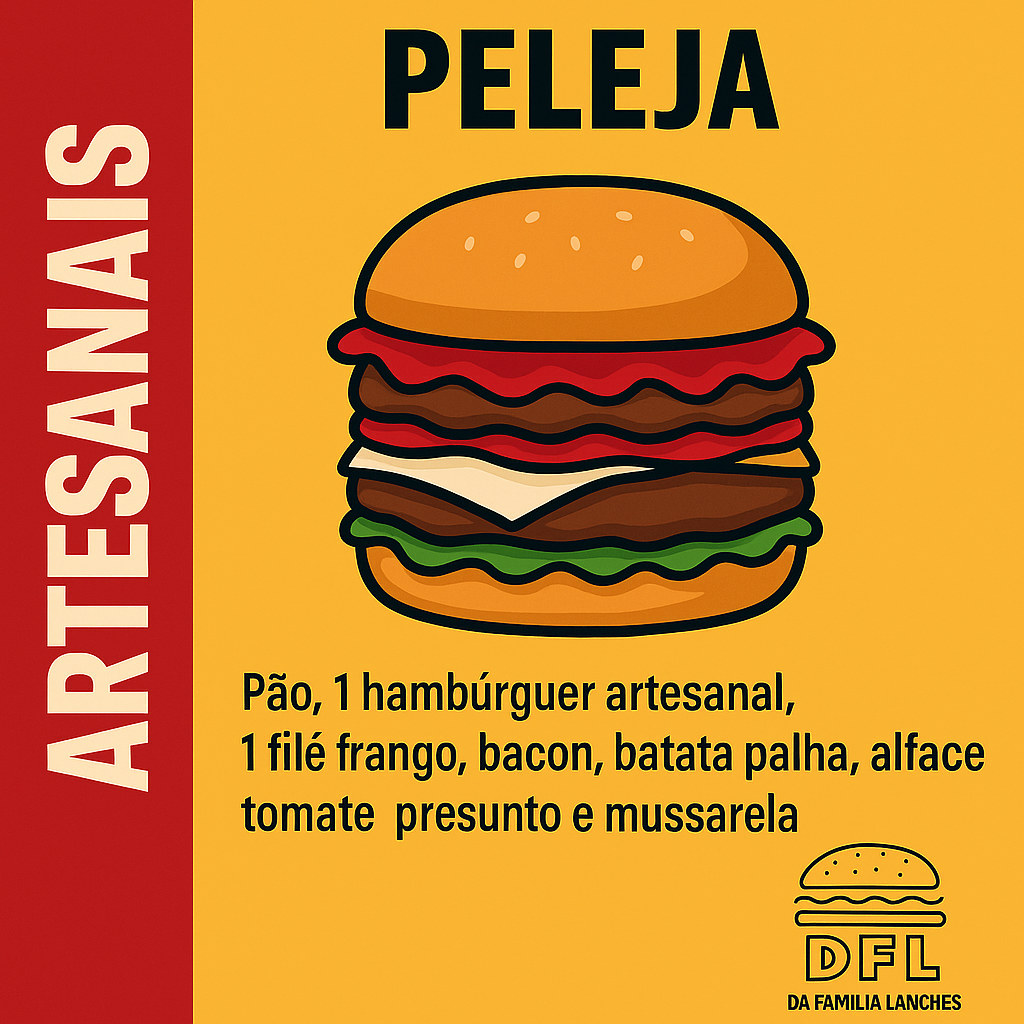 ARTESANAIS
PELEJA
Pão, 1 hambúrguer artesanal,
1 filé frango, bacon, batata palha, alface
tomate presunto e mussarela
DFL
DA FAMILIA LANCHES